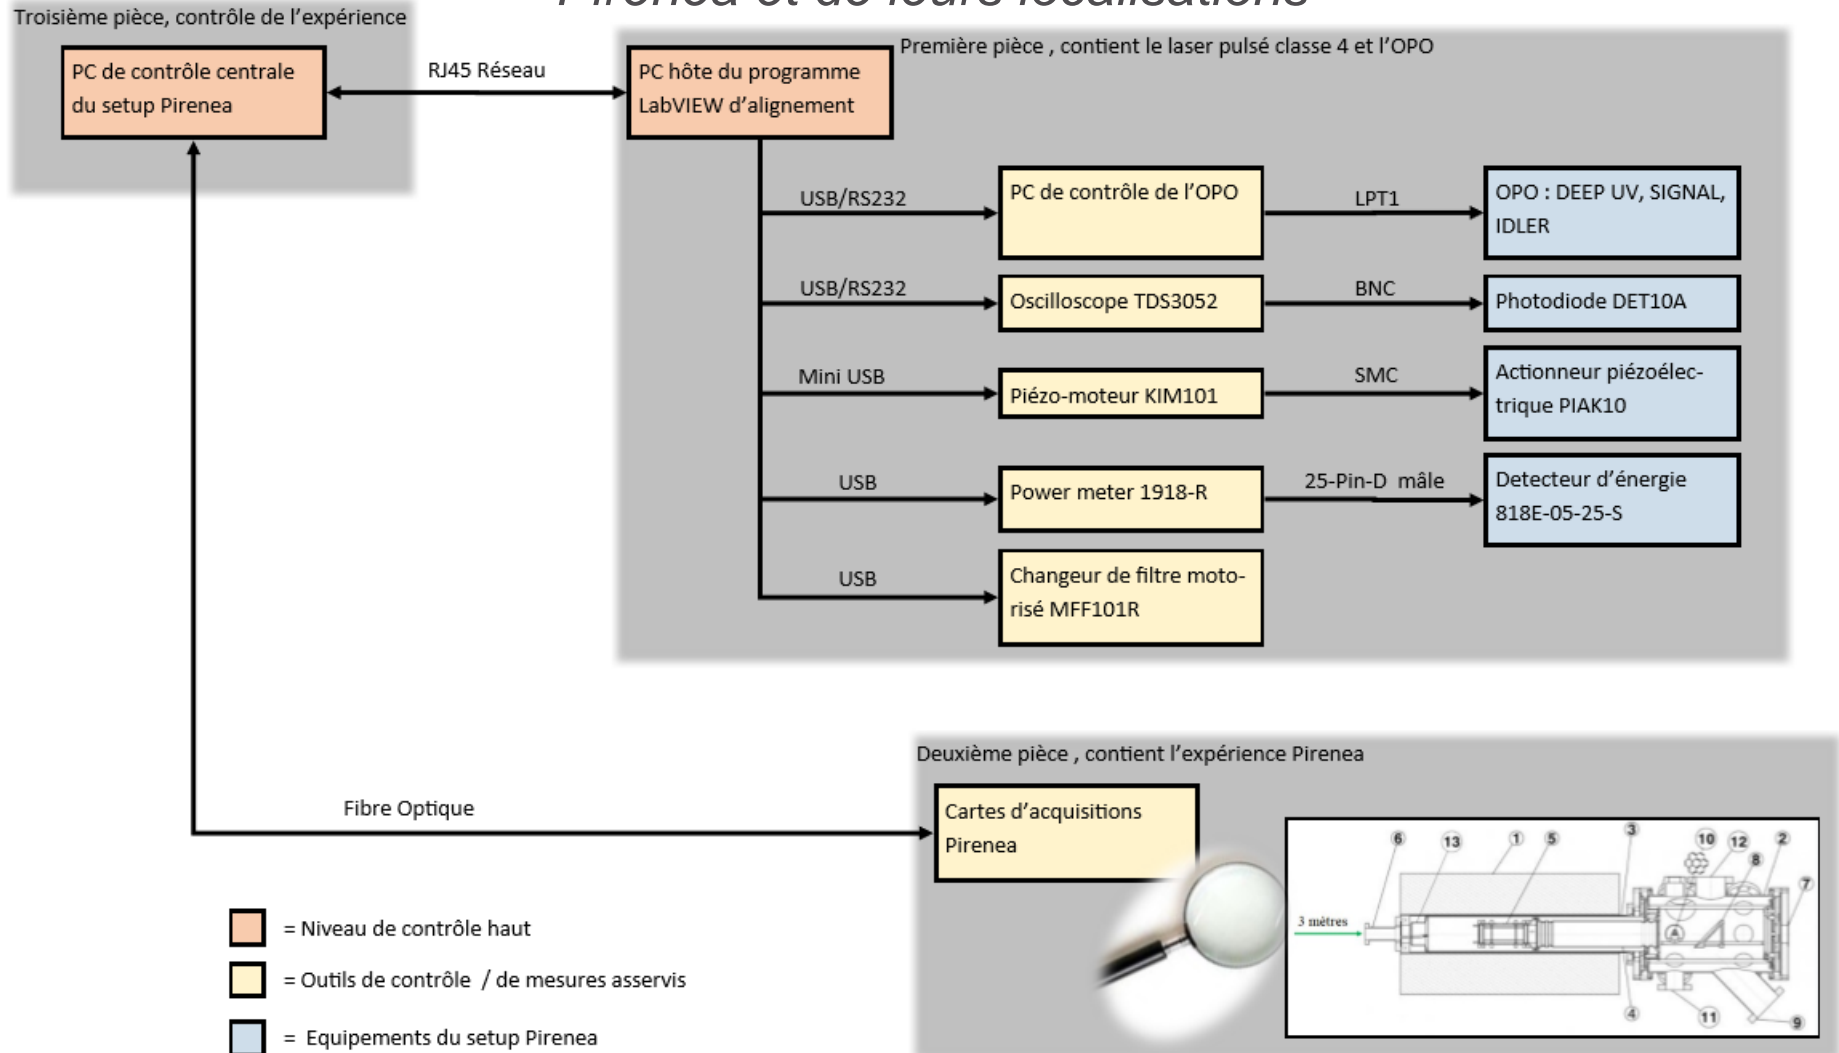 Pirenea et de leurs localisations
Troisième pièce, contrôle de l'expérience
PC de contrôle centrale
du setup Pirenea
RJ45 Réseau
Première pièce , contient le laser pulsé classe 4 et l'OPO
PC hôte du programme
LabVIEW d'alignement
USB/RS232
PC de contrôle de l'OPO
LPT1
OPO : DEEP UV, SIGNAL,
IDLER
USB/RS232
Oscilloscope TDS3052
BNC
Photodiode DET10A
Mini USB
Piézo-moteur KIM101
SMC
Actionneur piézoélec-
trique PIAK10
USB
Power meter 1918-R
25-Pin-D mâle
Detecteur d'énergie
818E-05-25-S
USB
Changeur de filtre moto-
risé MFF101R
Deuxième pièce , contient l'expérience Pirenea
Fibre Optique
Cartes d'acquisitions
Pirenea
6
13
1
5
3
10
12
8
2
7
3 mètres
A
4
11
9
= Niveau de contrôle haut
= Outils de contrôle / de mesures asservis
= Equipements du setup Pirenea